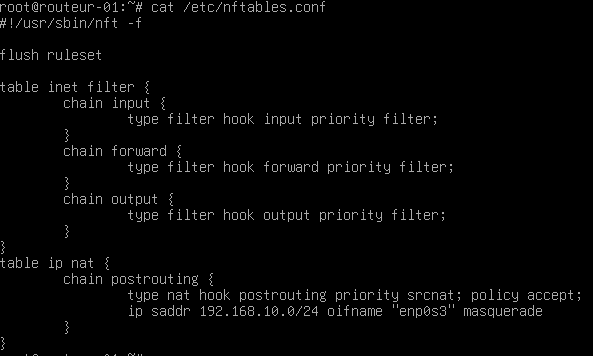 root@routeur-01:~# cat /etc/nftables.conf
#!/usr/sbin/nft -f

flush ruleset

table inet filter {
        chain input {
                type filter hook input priority filter;
        }
        chain forward {
                type filter hook forward priority filter;
        }
        chain output {
                type filter hook output priority filter;
        }
}
table ip nat {
        chain postrouting {
                type nat hook postrouting priority srcnat; policy accept;
                ip saddr 192.168.10.0/24 oifname "enp0s3" masquerade
        }
}